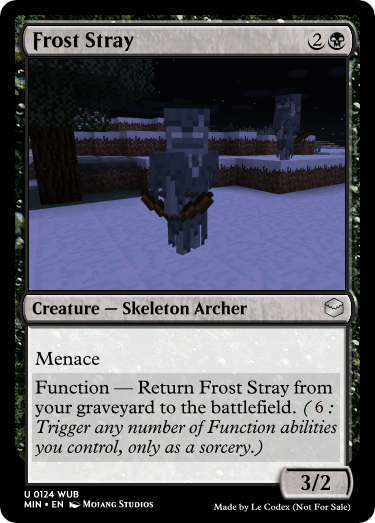 Frost Stray 2
Creature — Skeleton Archer
Menace
Function — Return Frost Stray from
your graveyard to the battlefield. ( 6 :
Trigger any number of Function abilities
you control, only as a sorcery.)
3/2
U 0124 WUB
MIN • EN Mojang Studios
Made by Le Codex (Not For Sale)